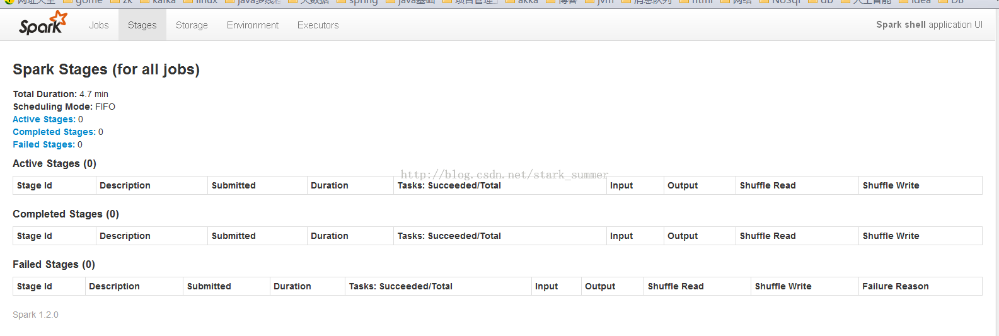 网址大全 gome zk kafka linux java多线程 大数据 spring java基础 项目管理 akka 博客 jvm 消息队列 html 网络 NoSql db 人工智能 idea DB
Spark Jobs Stages Storage Environment Executors Spark shell application UI
Spark Stages (for all jobs)
Total Duration: 4.7 min
Scheduling Mode: FIFO
Active Stages: 0
Completed Stages: 0
Failed Stages: 0
Active Stages (0)
http://blog.csdn.net/stark_summer
Stage Id Description Submitted Duration Tasks: Succeeded/Total Input Output Shuffle Read Shuffle Write
Completed Stages (0)
Stage Id Description Submitted Duration Tasks: Succeeded/Total Input Output Shuffle Read Shuffle Write
Failed Stages (0)
Stage Id Description Submitted Duration Tasks: Succeeded/Total Input Output Shuffle Read Shuffle Write Failure Reason
Spark 1.2.0